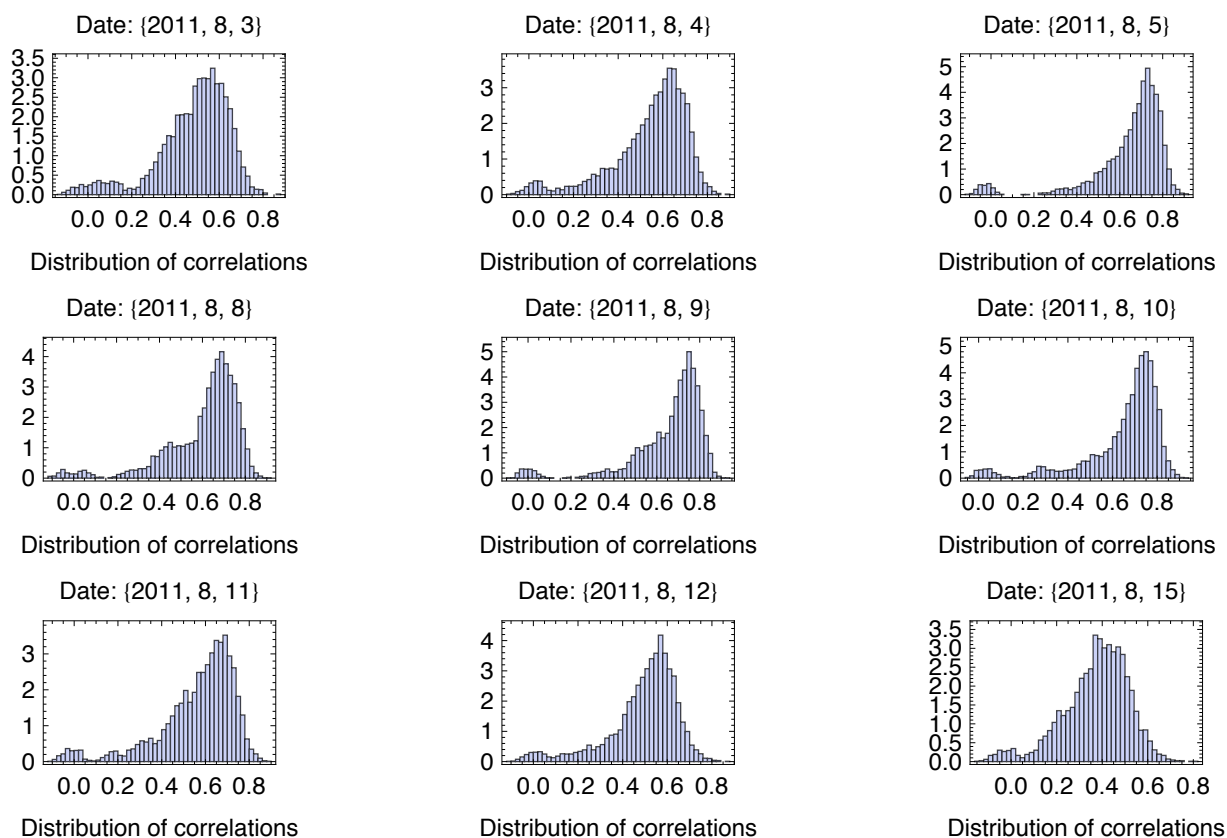 Date: {2011, 8, 3}
3.5
3.0
2.5
2.0
1.5
1.0
0.5
0.0
0.0 0.2 0.4 0.6 0.8
Distribution of correlations
Date: {2011, 8, 4}
3
2
1
0
0.0 0.2 0.4 0.6 0.8
Distribution of correlations
Date: {2011, 8, 5}
5
4
3
2
1
0
0.0 0.2 0.4 0.6 0.8
Distribution of correlations
Date: {2011, 8, 8}
4
3
2
1
0
0.0 0.2 0.4 0.6 0.8
Distribution of correlations
Date: {2011, 8, 9}
5
4
3
2
1
0
0.0 0.2 0.4 0.6 0.8
Distribution of correlations
Date: {2011, 8, 10}
5
4
3
2
1
0
0.0 0.2 0.4 0.6 0.8
Distribution of correlations
Date: {2011, 8, 11}
3
2
1
0
0.0 0.2 0.4 0.6 0.8
Distribution of correlations
Date: {2011, 8, 12}
4
3
2
1
0
0.0 0.2 0.4 0.6 0.8
Distribution of correlations
Date: {2011, 8, 15}
3.5
3.0
2.5
2.0
1.5
1.0
0.5
0.0
0.0 0.2 0.4 0.6 0.8
Distribution of correlations